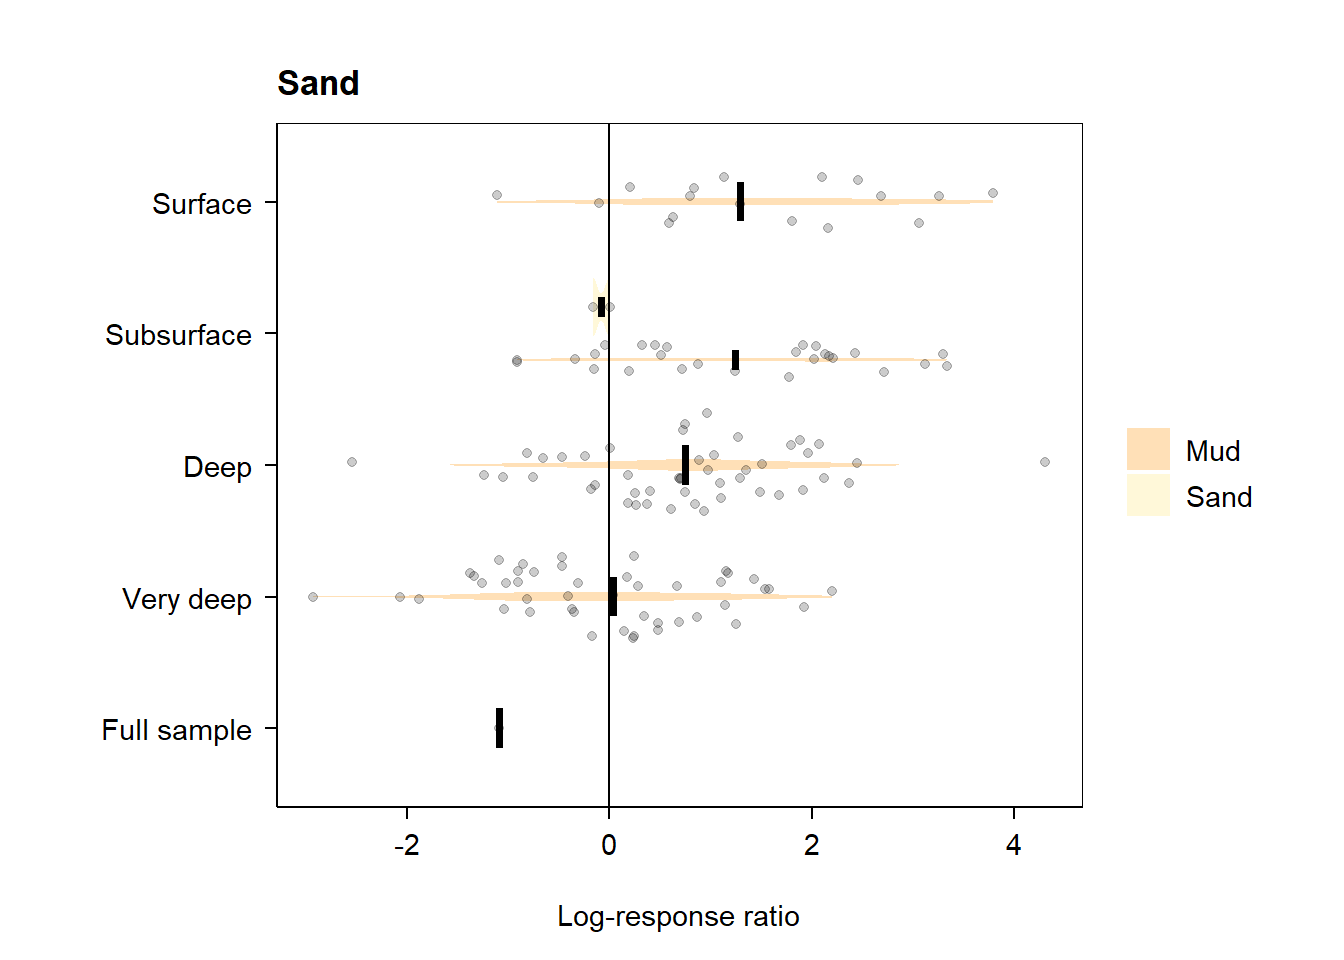 Sand
Surface
Subsurface
Deep
Very deep
Full sample
-2
0
2
4
Log-response ratio
Mud
Sand